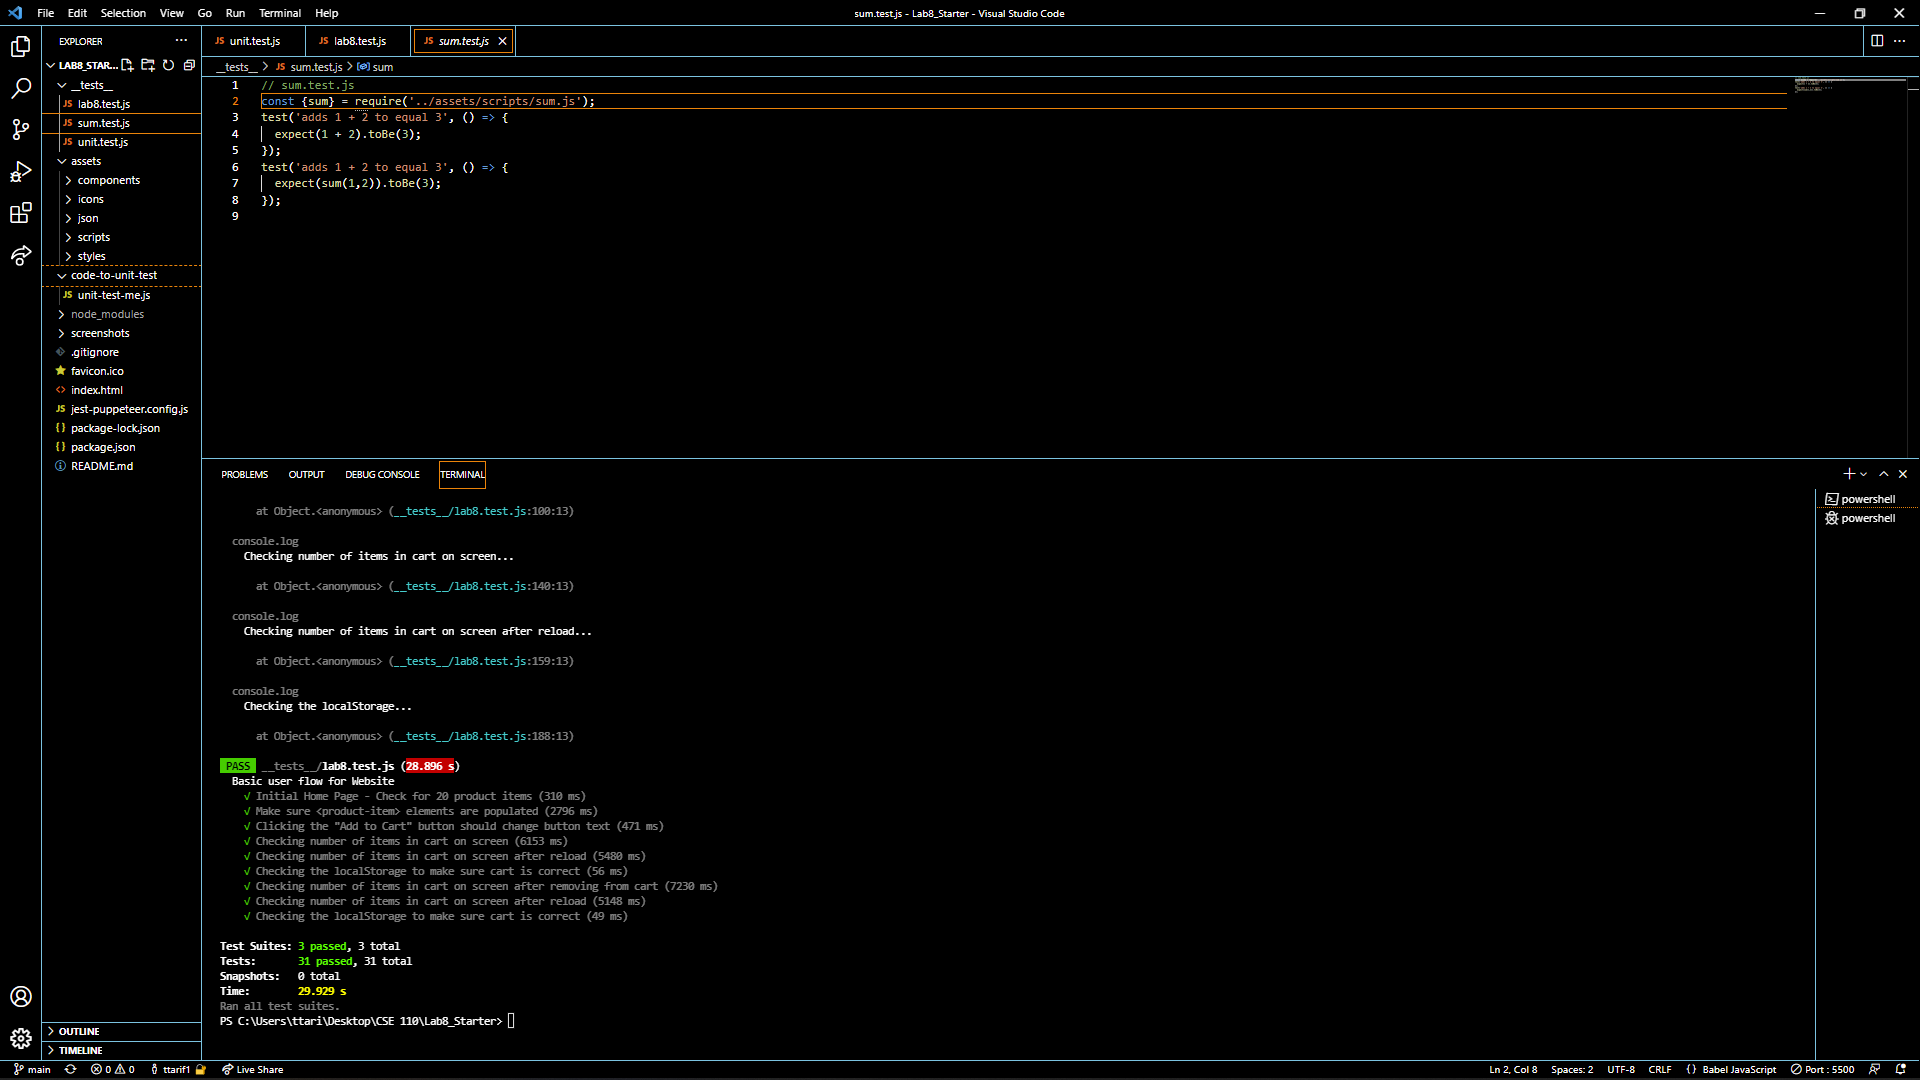 File Edit Selection View Go Run Terminal Help
sum.test.js - Lab8_Starter - Visual Studio Code
EXPLORER
LAB8_STAR...
__tests__
JS lab8.test.js
JS sum.test.js
JS unit.test.js
assets
components
icons
json
scripts
styles
code-to-unit-test
JS unit-test-me.js
node_modules
screenshots
.gitignore
favicon.ico
index.html
JS jest-puppeteer.config.js
{} package-lock.json
{} package.json
README.md
OUTLINE
TIMELINE
JS unit.test.js JS lab8.test.js JS sum.test.js
__tests__ > JS sum.test.js > sum
1 // sum.test.js
2 const {sum} = require('../assets/scripts/sum.js');
3 test('adds 1 + 2 to equal 3', () => {
4 expect(1 + 2).toBe(3);
5 });
6 test('adds 1 + 2 to equal 3', () => {
7 expect(sum(1,2)).toBe(3);
8 });
9
PROBLEMS OUTPUT DEBUG CONSOLE TERMINAL
at Object.<anonymous> (__tests__/lab8.test.js:100:13)
console.log
Checking number of items in cart on screen...
at Object.<anonymous> (__tests__/lab8.test.js:140:13)
console.log
Checking number of items in cart on screen after reload...
at Object.<anonymous> (__tests__/lab8.test.js:159:13)
console.log
Checking the localStorage...
at Object.<anonymous> (__tests__/lab8.test.js:188:13)
PASS __tests__/lab8.test.js (28.896 s)
Basic user flow for Website
√ Initial Home Page - Check for 20 product items (310 ms)
√ Make sure <product-item> elements are populated (2796 ms)
√ Clicking the "Add to Cart" button should change button text (471 ms)
√ Checking number of items in cart on screen (6153 ms)
√ Checking number of items in cart on screen after reload (5480 ms)
√ Checking the localStorage to make sure cart is correct (56 ms)
√ Checking number of items in cart on screen after removing from cart (7230 ms)
√ Checking number of items in cart on screen after reload (5148 ms)
√ Checking the localStorage to make sure cart is correct (49 ms)
Test Suites: 3 passed, 3 total
Tests: 31 passed, 31 total
Snapshots: 0 total
Time: 29.929 s
Ran all test suites.
PS C:\Users\ttari\Desktop\CSE 110\Lab8_Starter>
powershell
powershell
main 0 0 ttarif1 Live Share
Ln 2, Col 8 Spaces: 2 UTF-8 CRLF {} Babel JavaScript Port : 5500